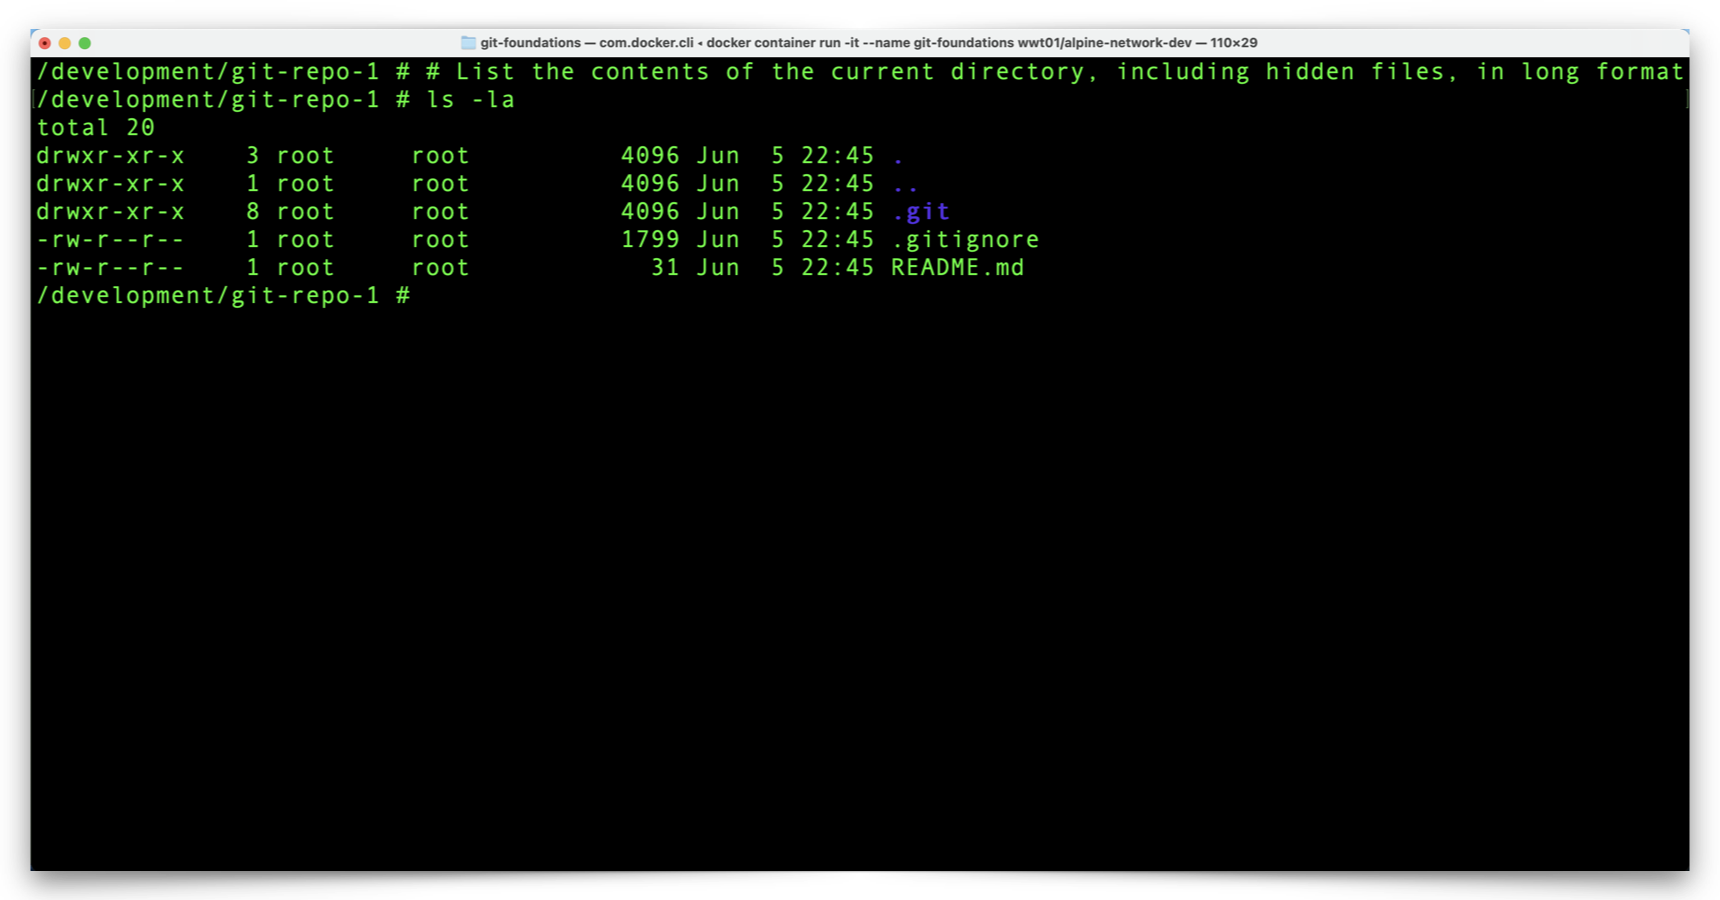 git-foundations — com.docker.cli ◂ docker container run -it --name git-foundations wwt01/alpine-network-dev — 110×29
/development/git-repo-1 # # List the contents of the current directory, including hidden files, in long format
/development/git-repo-1 # ls -la
total 20
drwxr-xr-x    3 root     root          4096 Jun  5 22:45 .
drwxr-xr-x    1 root     root          4096 Jun  5 22:45 ..
drwxr-xr-x    8 root     root          4096 Jun  5 22:45 .git
-rw-r--r--    1 root     root          1799 Jun  5 22:45 .gitignore
-rw-r--r--    1 root     root            31 Jun  5 22:45 README.md
/development/git-repo-1 #